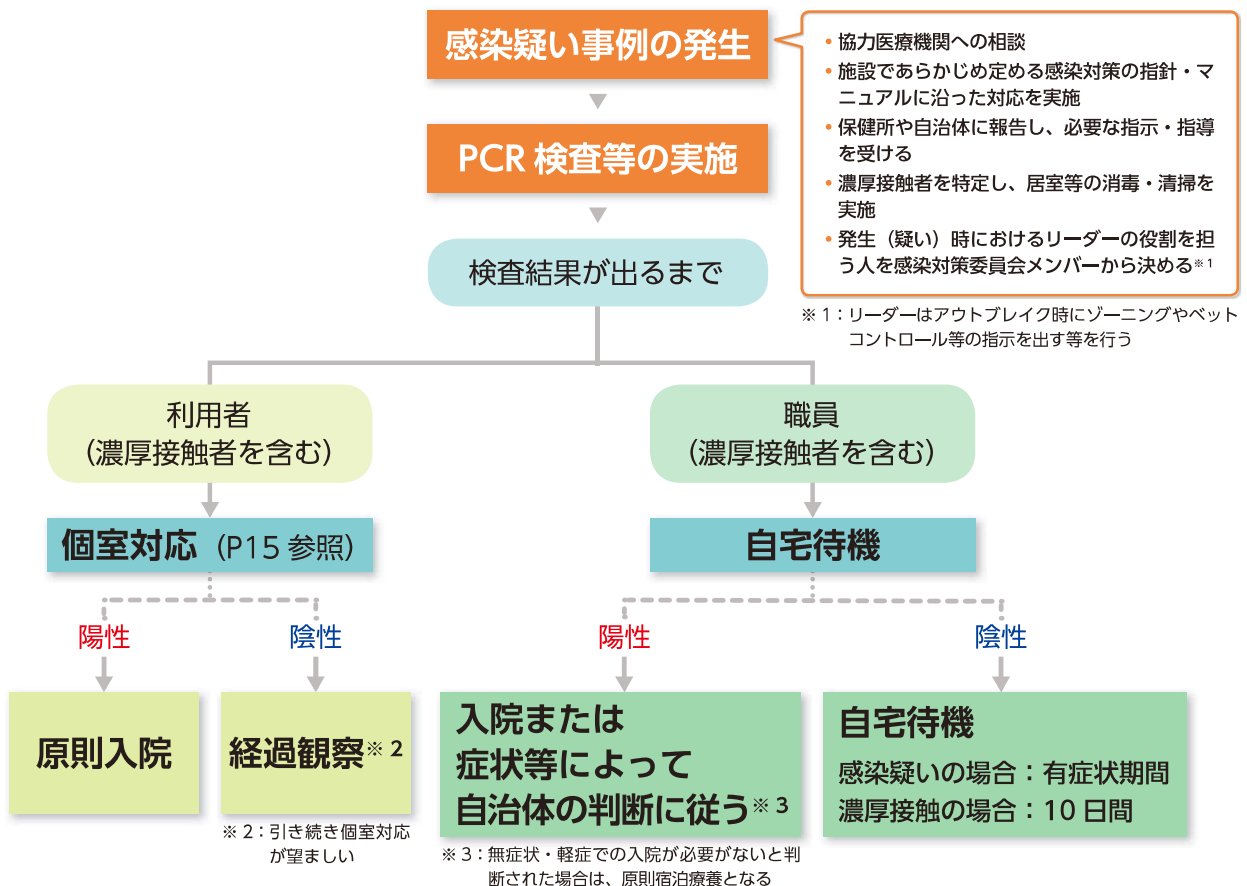 感染疑い事例の発生
• 協力医療機関への相談
• 施設であらかじめ定める感染対策の指針・マ
ニュアルに沿った対応を実施
• 保健所や自治体に報告し、必要な指示・指導
を受ける
• 濃厚接触者を特定し、居室等の消毒・清掃を
実施
• 発生（疑い）時におけるリーダーの役割を担
う人を感染対策委員会メンバーから決める※1
※1：リーダーはアウトブレイク時にゾーニングやベット
コントロール等の指示を出す等を行う
PCR 検査等の実施
検査結果が出るまで
利用者
（濃厚接触者を含む）
職員
（濃厚接触者を含む）
個室対応（P15 参照）
自宅待機
陽性
陰性
陽性
陰性
原則入院
経過観察※2
※2：引き続き個室対応
が望ましい
入院または
症状等によって
自治体の判断に従う※3
※3：無症状・軽症での入院が必要がないと判
断された場合は、原則宿泊療養となる
自宅待機
感染疑いの場合：有症状期間
濃厚接触の場合：10 日間